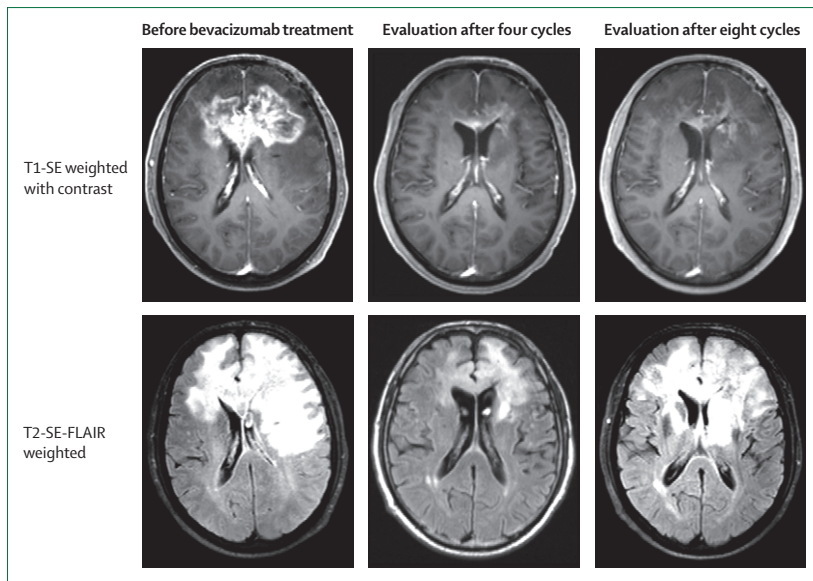 Before bevacizumab treatment
Evaluation after four cycles
Evaluation after eight cycles
T1-SE weighted
with contrast
T2-SE-FLAIR
weighted